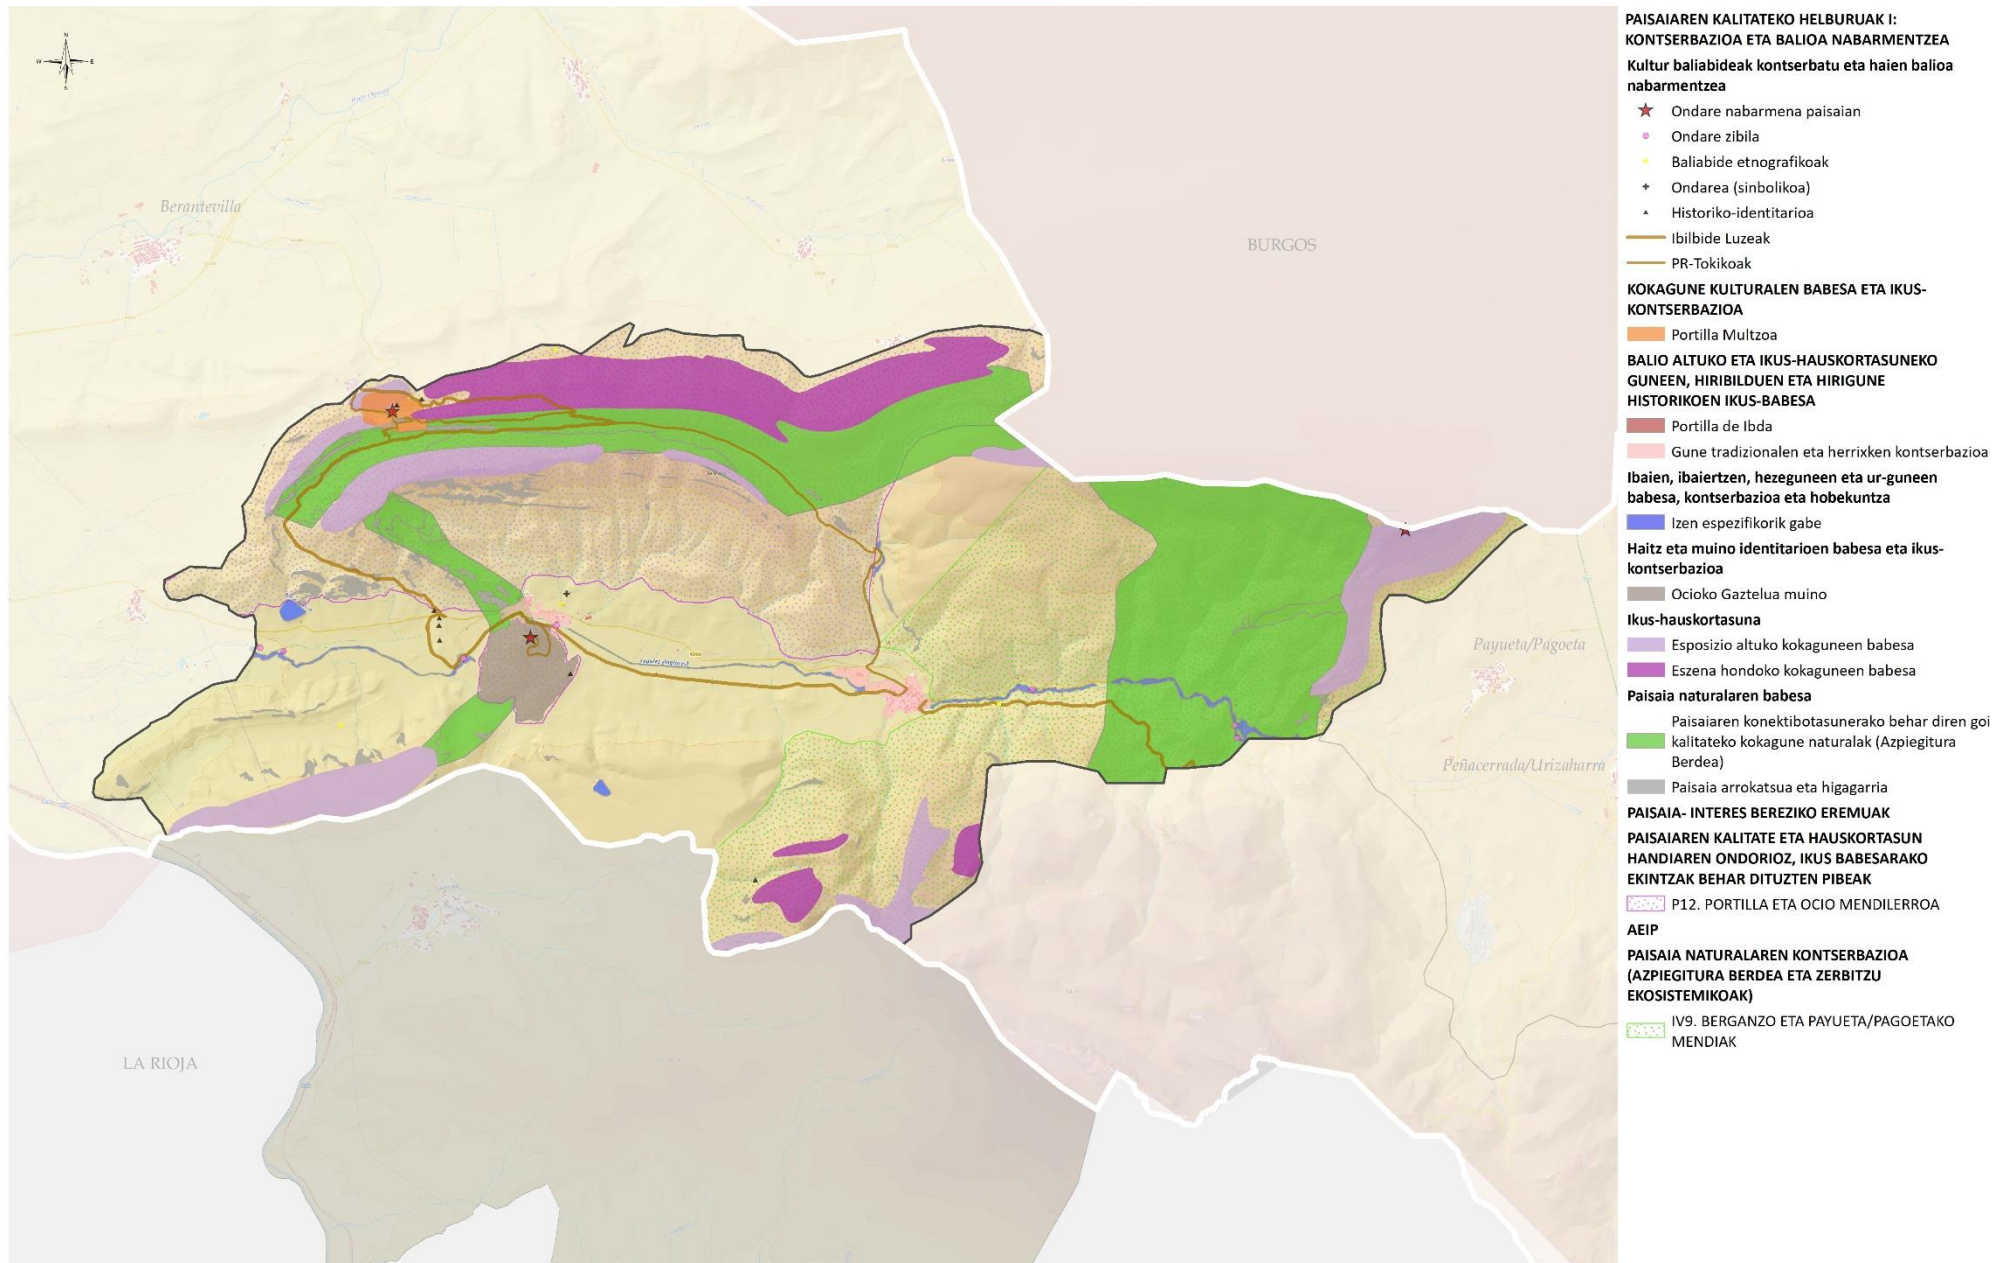 N
W
E
S
Berantevilla
BURGOS
Payueta/Pagoeta
Peñacerrada/Urizaharra
LA RIOJA
PAISAIAREN KALITATEKO HELBURUAK I:
KONTSERBAZIOA ETA BALIOA NABARMENTZEA
Kultur baliabideak kontserbatu eta haien balioa
nabarmentzea
Ondare nabarmena paisaian
Ondare zibila
Baliabide etnografikoak
Ondarea (sinbolikoa)
Historiko-identitarioa
Ibilbide Luzeak
PR-Tokikoak
KOKAGUNE KULTURALEN BABESA ETA IKUS-
KONTSERBAZIOA
Portilla Multzoa
BALIO ALTUKO ETA IKUS-HAUSKORTASUNEKO
GUNEEN, HIRIBILDUEN ETA HIRIGUNE
HISTORIKOEN IKUS-BABESA
Portilla de Ibda
Gune tradizionalen eta herrixken kontserbazioa
Ibaien, ibaiertzen, hezeguneen eta ur-guneen
babesa, kontserbazioa eta hobekuntza
Izen espezifikorik gabe
Haitz eta muino identitarioen babesa eta ikus-
kontserbazioa
Ocioko Gaztelua muino
Ikus-hauskortasuna
Esposizio altuko kokaguneen babesa
Eszena hondoko kokaguneen babesa
Paisaia naturalaren babesa
Paisaiaren konektibotasunerako behar diren goi
kalitateko kokagune naturalak (Azpiegitura
Berdea)
Paisaia arrokatsua eta higagarria
PAISAIA- INTERES BEREZIKO EREMUAK
PAISAIAREN KALITATE ETA HAUSKORTASUN
HANDIAREN ONDORIOZ, IKUS BABESARAKO
EKINTZAK BEHAR DITUZTEN PIBEAK
P12. PORTILLA ETA OCIO MENDILERROA
AEIP
PAISAIA NATURALAREN KONTSERBAZIOA
(AZPIEGITURA BERDEA ETA ZERBITZU
EKOSISTEMIKOAK)
IV9. BERGANZO ETA PAYUETA/PAGOETAKO
MENDIAK